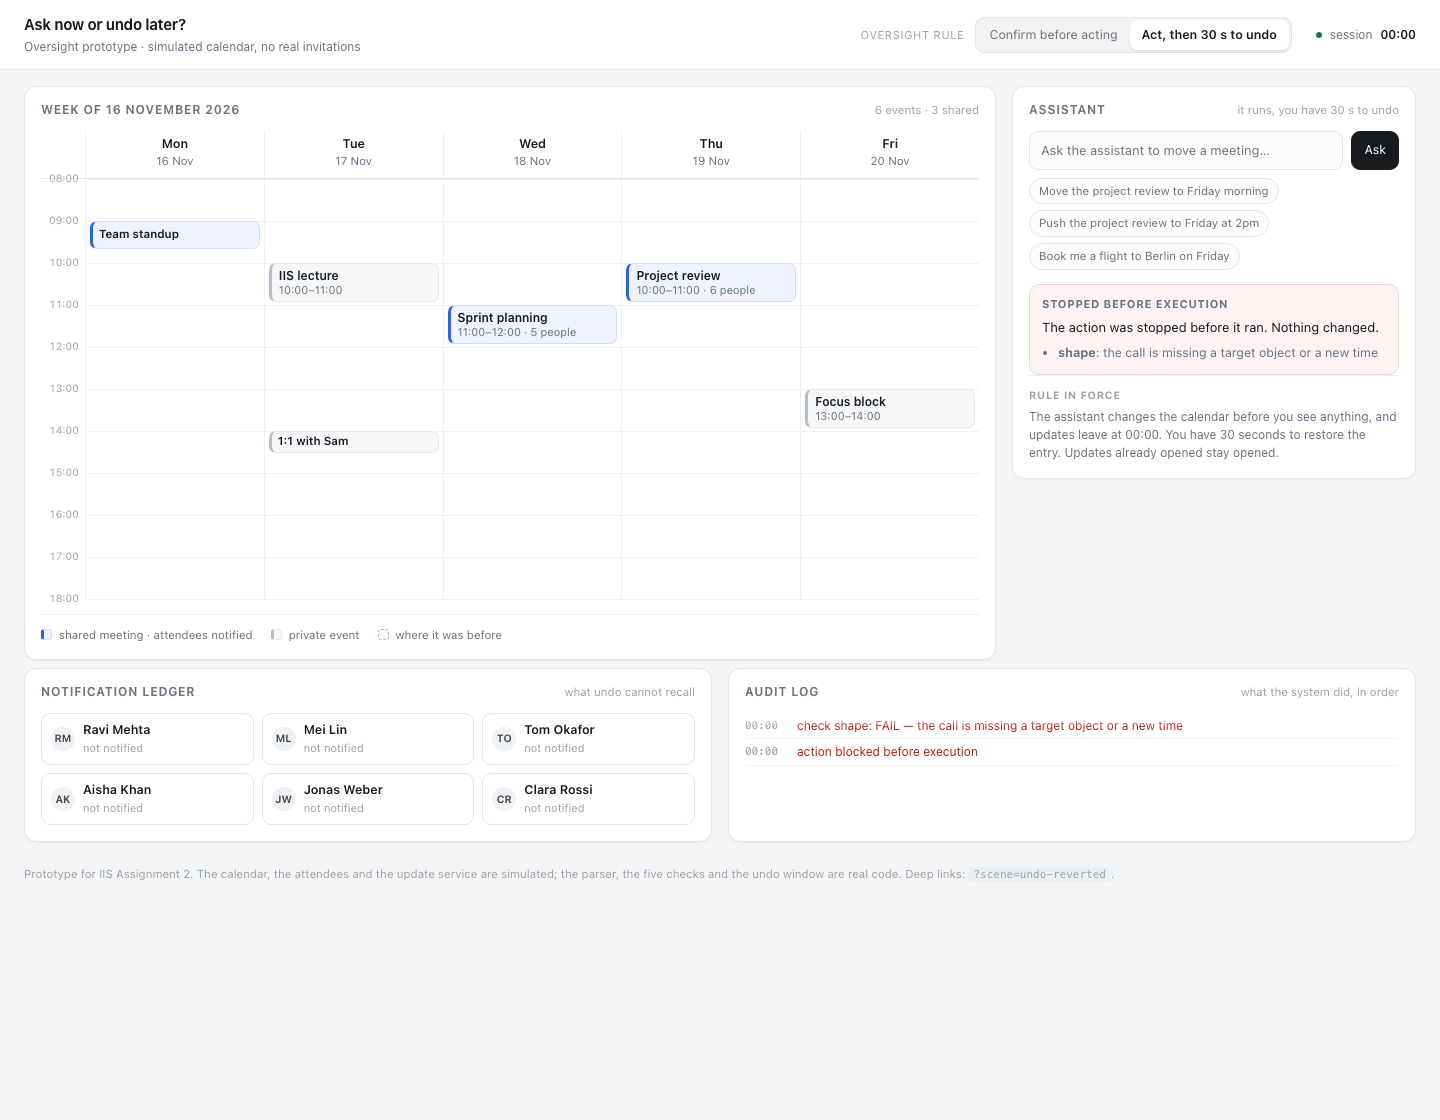 Ask now or undo later?
Oversight prototype · simulated calendar, no real invitations
OVERSIGHT RULE
Confirm before acting
Act, then 30 s to undo
session 00:00
WEEK OF 16 NOVEMBER 2026
6 events · 3 shared
Mon
16 Nov
Tue
17 Nov
Wed
18 Nov
Thu
19 Nov
Fri
20 Nov
08:00
09:00
Team standup
10:00
IIS lecture
10:00–11:00
Project review
10:00–11:00 · 6 people
11:00
Sprint planning
11:00–12:00 · 5 people
12:00
13:00
Focus block
13:00–14:00
14:00
1:1 with Sam
15:00
16:00
17:00
18:00
shared meeting · attendees notified
private event
where it was before
ASSISTANT
it runs, you have 30 s to undo
Ask the assistant to move a meeting...
Ask
Move the project review to Friday morning
Push the project review to Friday at 2pm
Book me a flight to Berlin on Friday
STOPPED BEFORE EXECUTION
The action was stopped before it ran. Nothing changed.
• shape: the call is missing a target object or a new time
RULE IN FORCE
The assistant changes the calendar before you see anything, and
updates leave at 00:00. You have 30 seconds to restore the
entry. Updates already opened stay opened.
NOTIFICATION LEDGER
what undo cannot recall
RM
Ravi Mehta
not notified
ML
Mei Lin
not notified
TO
Tom Okafor
not notified
AK
Aisha Khan
not notified
JW
Jonas Weber
not notified
CR
Clara Rossi
not notified
AUDIT LOG
what the system did, in order
00:00 check shape: FAIL — the call is missing a target object or a new time
00:00 action blocked before execution
Prototype for IIS Assignment 2. The calendar, the attendees and the update service are simulated; the parser, the five checks and the undo window are real code. Deep links: ?scene=undo-reverted.